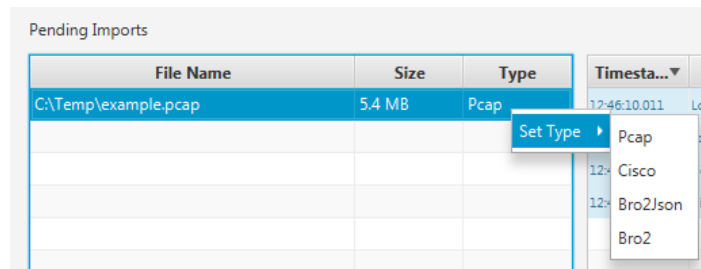 Pending Imports
File Name Size Type Timesta...
C:\Temp\example.pcap 5.4 MB Pcap 12:46:10.011
Set Type Pcap
Cisco
Bro2Json
Bro2